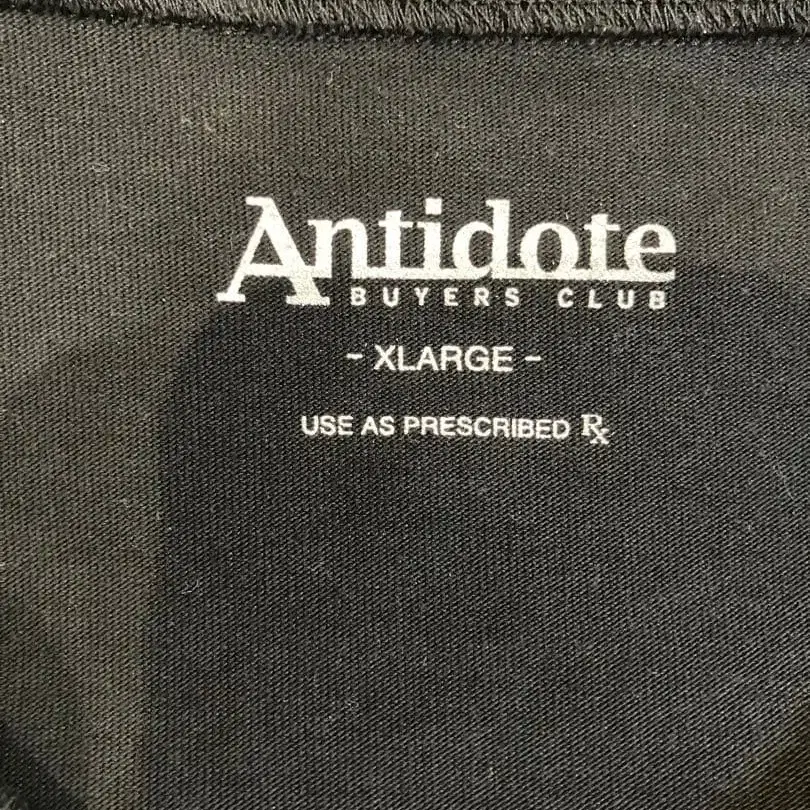 Antidote
BUYERS CLUB
- XLARGE -
USE AS PRESCRIBED ℞